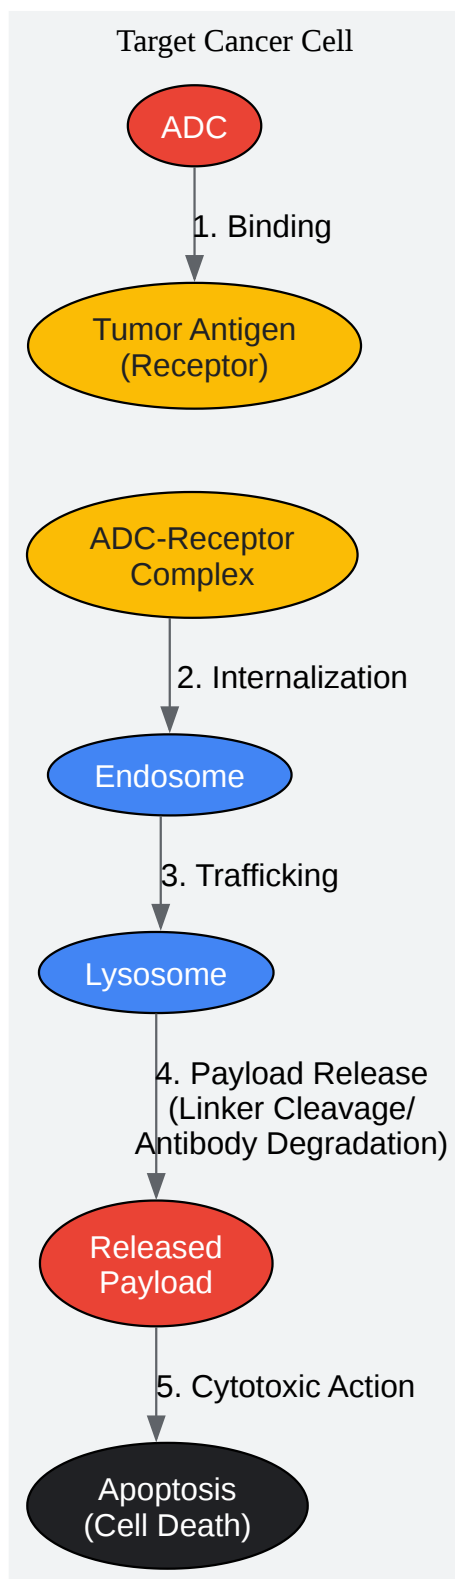 Target Cancer Cell
ADC
1. Binding
Tumor Antigen
(Receptor)
ADC-Receptor
Complex
2. Internalization
Endosome
3. Trafficking
Lysosome
4. Payload Release
(Linker Cleavage/
Antibody Degradation)
Released
Payload
5. Cytotoxic Action
Apoptosis
(Cell Death)